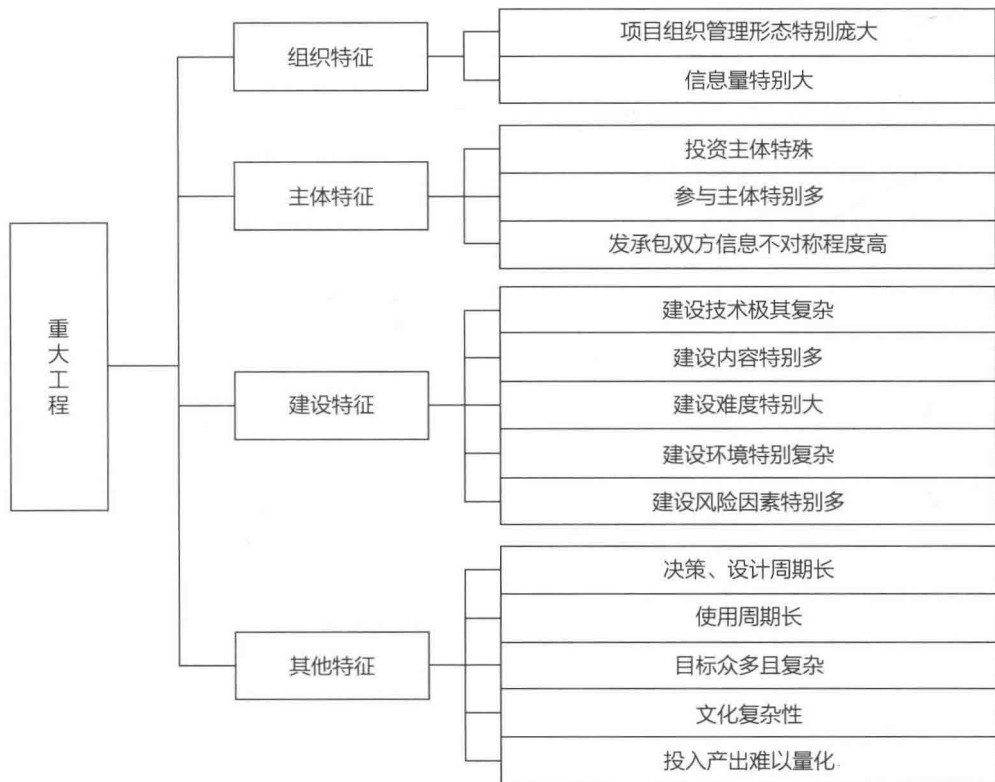 重大工程
组织特征
项目组织管理形态特别庞大
信息量特别大
主体特征
投资主体特殊
参与主体特别多
发承包双方信息不对称程度高
建设特征
建设技术极其复杂
建设内容特别多
建设难度特别大
建设环境特别复杂
建设风险因素特别多
其他特征
决策、设计周期长
使用周期长
目标众多且复杂
文化复杂性
投入产出难以量化